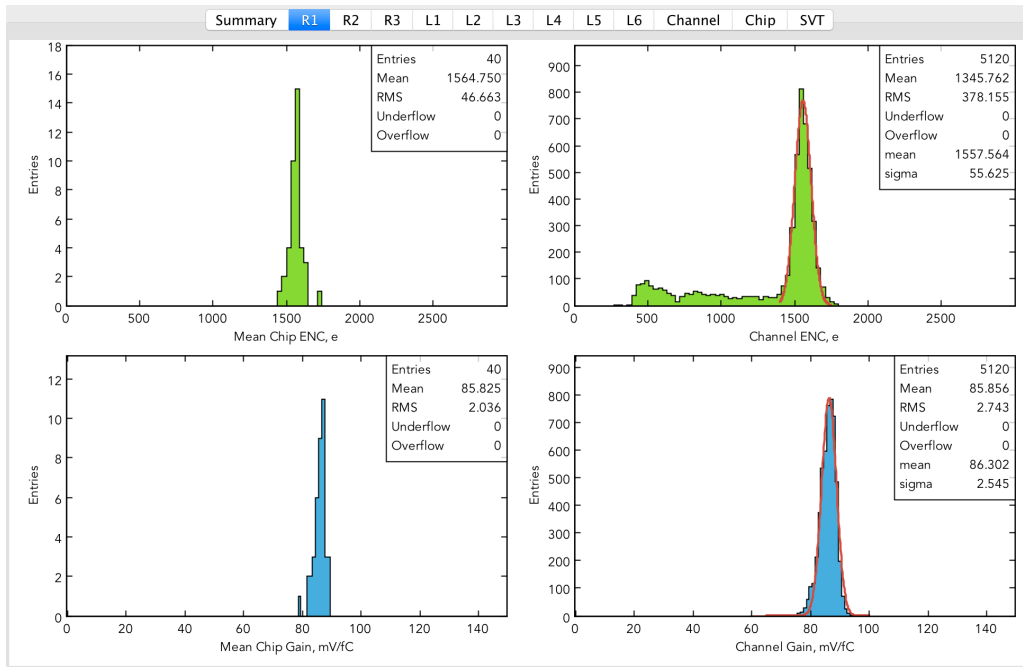 Summary R1 R2 R3 L1 L2 L3 L4 L5 L6 Channel Chip SVT
18
16
14
12
10
8
6
4
2
0
Entries
0 500 1000 1500 2000 2500
Mean Chip ENC, e
Entries 40
Mean 1564.750
RMS 46.663
Underflow 0
Overflow 0
900
800
700
600
500
400
300
200
100
0
Entries
0 500 1000 1500 2000 2500
Channel ENC, e
Entries 5120
Mean 1345.762
RMS 378.155
Underflow 0
Overflow 0
mean 1557.564
sigma 55.625
12
10
8
6
4
2
0
Entries
0 20 40 60 80 100 120 140
Mean Chip Gain, mV/fC
Entries 40
Mean 85.825
RMS 2.036
Underflow 0
Overflow 0
900
800
700
600
500
400
300
200
100
0
Entries
0 20 40 60 80 100 120 140
Channel Gain, mV/fC
Entries 5120
Mean 85.856
RMS 2.743
Underflow 0
Overflow 0
mean 86.302
sigma 2.545